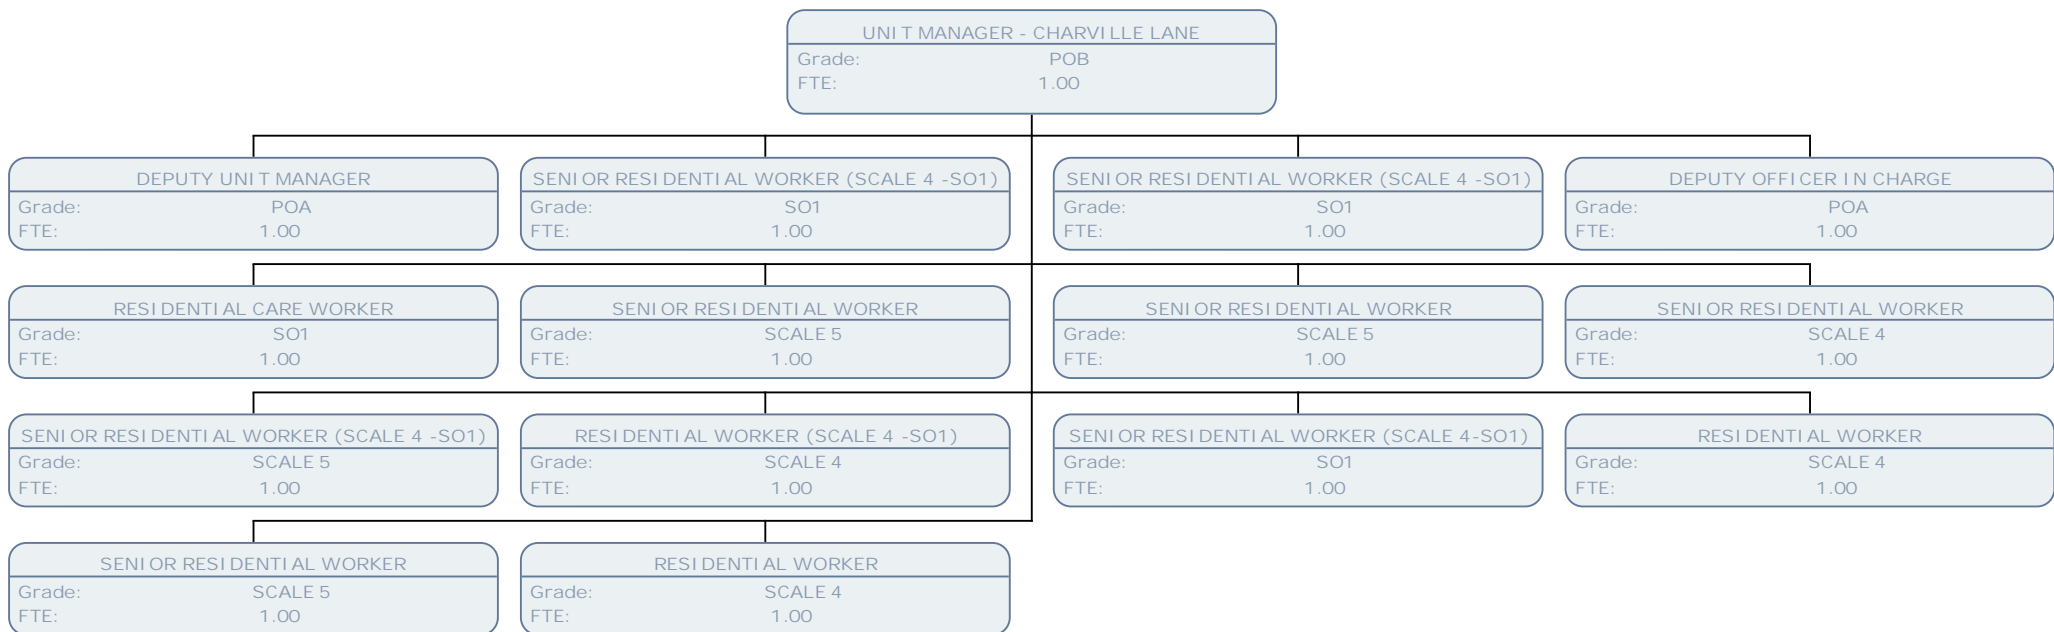 UNIT MANAGER - CHARVILLE LANE
Grade: POB
FTE: 1.00
DEPUTY UNIT MANAGER
Grade: POA
FTE: 1.00
SENIOR RESIDENTIAL WORKER (SCALE 4 -SO1)
Grade: SO1
FTE: 1.00
SENIOR RESIDENTIAL WORKER (SCALE 4 -SO1)
Grade: SO1
FTE: 1.00
DEPUTY OFFICER IN CHARGE
Grade: POA
FTE: 1.00
RESIDENTIAL CARE WORKER
Grade: SO1
FTE: 1.00
SENIOR RESIDENTIAL WORKER
Grade: SCALE 5
FTE: 1.00
SENIOR RESIDENTIAL WORKER
Grade: SCALE 5
FTE: 1.00
SENIOR RESIDENTIAL WORKER
Grade: SCALE 4
FTE: 1.00
SENIOR RESIDENTIAL WORKER (SCALE 4 -SO1)
Grade: SCALE 5
FTE: 1.00
RESIDENTIAL WORKER (SCALE 4 -SO1)
Grade: SCALE 4
FTE: 1.00
SENIOR RESIDENTIAL WORKER (SCALE 4-SO1)
Grade: SO1
FTE: 1.00
RESIDENTIAL WORKER
Grade: SCALE 4
FTE: 1.00
SENIOR RESIDENTIAL WORKER
Grade: SCALE 5
FTE: 1.00
RESIDENTIAL WORKER
Grade: SCALE 4
FTE: 1.00